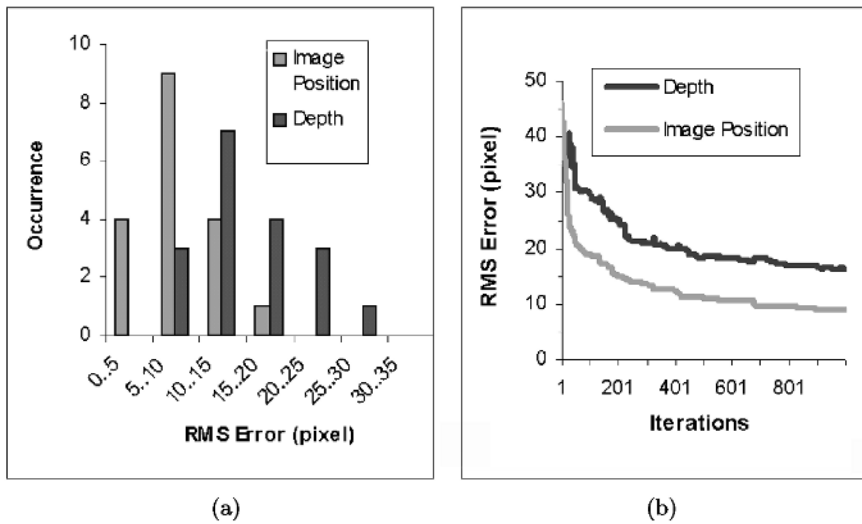 10
8
6
4
2
0
Occurrence
Image
Position
Depth
0..5
5..10
10..15
15..20
20..25
25..30
30..35
RMS Error (pixel)
(a)
50
40
30
20
10
0
RMS Error (pixel)
Depth
Image Position
1
201
401
601
801
Iterations
(b)